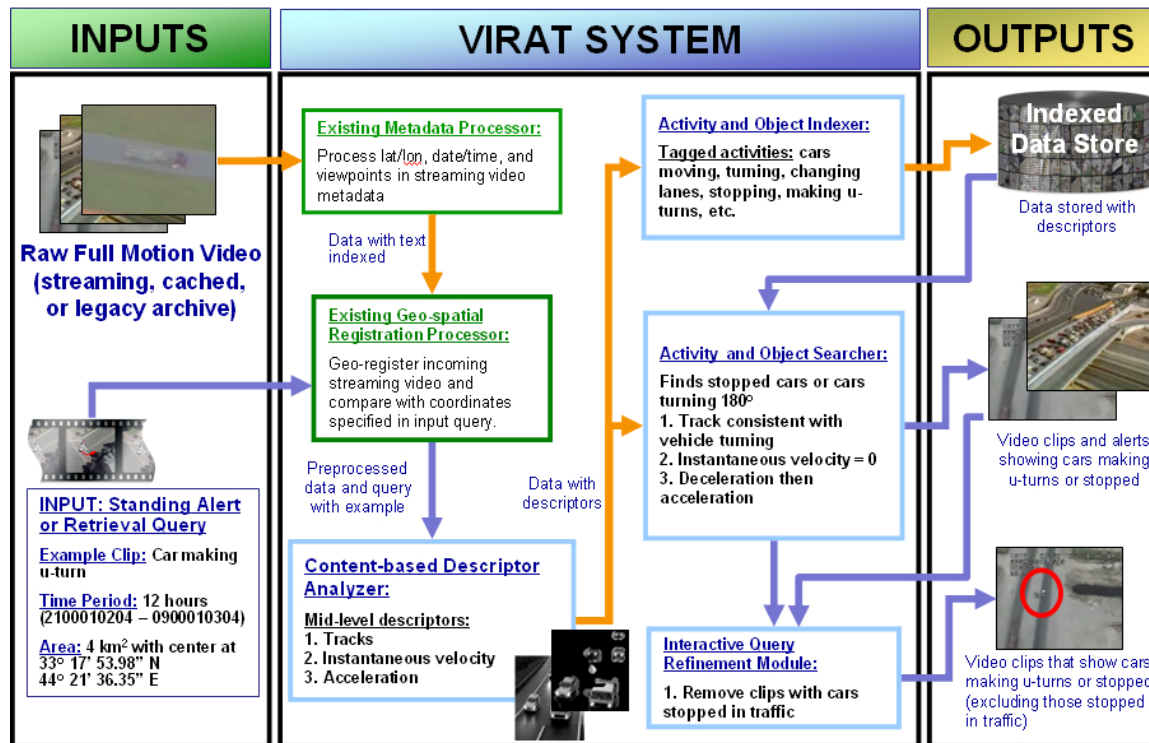 INPUTS
VIRAT SYSTEM
OUTPUTS
Raw Full Motion Video
(streaming, cached,
or legacy archive)
INPUT: Standing Alert
or Retrieval Query
Example Clip: Car making
u-turn
Time Period: 12 hours
(2100010204 – 0900010304)
Area: 4 km² with center at
33º 17’ 53.98” N
44º 21’ 36.35” E
Existing Metadata Processor:
Process lat/lon, date/time, and
viewpoints in streaming video
metadata
Data with text
indexed
Existing Geo-spatial
Registration Processor:
Geo-register incoming
streaming video and
compare with coordinates
specified in input query.
Preprocessed
data and query
with example
Content-based Descriptor
Analyzer:
Mid-level descriptors:
1. Tracks
2. Instantaneous velocity
3. Acceleration
Data with
descriptors
Activity and Object Indexer:
Tagged activities: cars
moving, turning, changing
lanes, stopping, making u-
turns, etc.
Activity and Object Searcher:
Finds stopped cars or cars
turning 180º
1. Track consistent with
vehicle turning
2. Instantaneous velocity = 0
3. Deceleration then
acceleration
Interactive Query
Refinement Module:
1. Remove clips with cars
stopped in traffic
Indexed
Data Store
Data stored with
descriptors
Video clips and alerts
showing cars making
u-turns or stopped
Video clips that show cars
making u-turns or stopped
(excluding those stopped
in traffic)